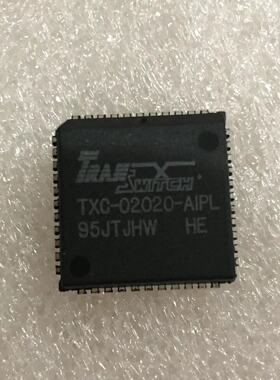 TranSwitch®
TXC-02020-AIPL
95JTJHW HE